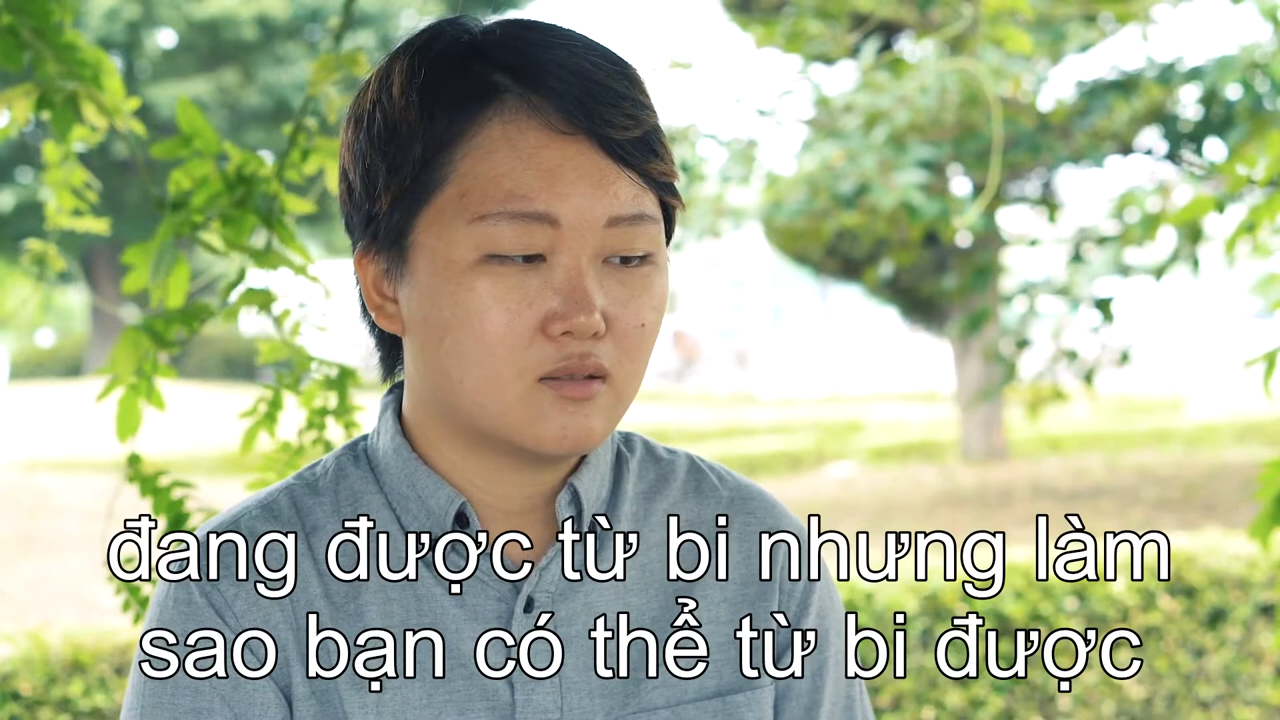 đang được từ bi nhưng làm
sao bạn có thể từ bi được